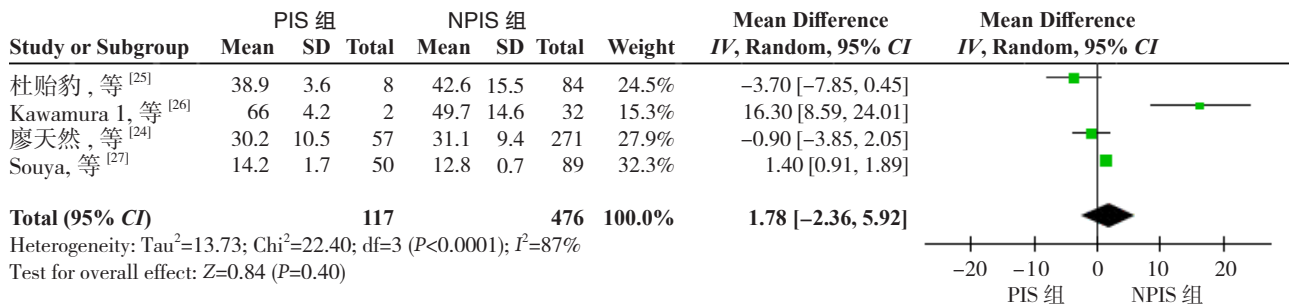 PIS 组 NPIS 组 Mean Difference Mean Difference
Study or Subgroup Mean SD Total Mean SD Total Weight IV, Random, 95% CI IV, Random, 95% CI
杜贻豹 , 等 [25] 38.9 3.6 8 42.6 15.5 84 24.5% −3.70 [−7.85, 0.45]
Kawamura 1, 等 [26] 66 4.2 2 49.7 14.6 32 15.3% 16.30 [8.59, 24.01]
廖天然, 等 [24] 30.2 10.5 57 31.1 9.4 271 27.9% −0.90 [−3.85, 2.05]
Souya, 等 [27] 14.2 1.7 50 12.8 0.7 89 32.3% 1.40 [0.91, 1.89]
Total (95% CI) 117 476 100.0% 1.78 [−2.36, 5.92]
Heterogeneity: Tau²=13.73; Chi²=22.40; df=3 (P<0.0001); I²=87%
Test for overall effect: Z=0.84 (P=0.40)
−20 −10 0 10 20
PIS 组 NPIS 组